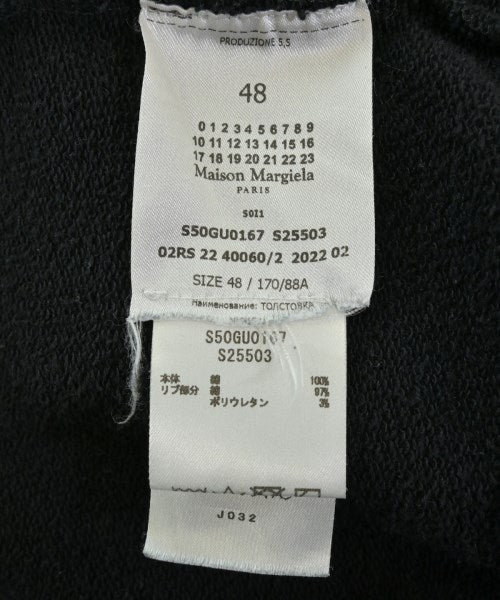 PRODUZIONE S,S
48
0 1 2 3 4 5 6 7 8 9
10 11 12 13 14 15 16
17 18 19 20 21 22 23
Maison Margiela
PARIS
S0I1
S50GU0167 S25503
02RS 22 40060/2 2022 02
SIZE 48 / 170/88A
Наименование: ТОЛСТОВКА
S50GU0167
S25503
本体 綿 100%
リブ部分 綿 97%
ポリウレタン 3%
J032